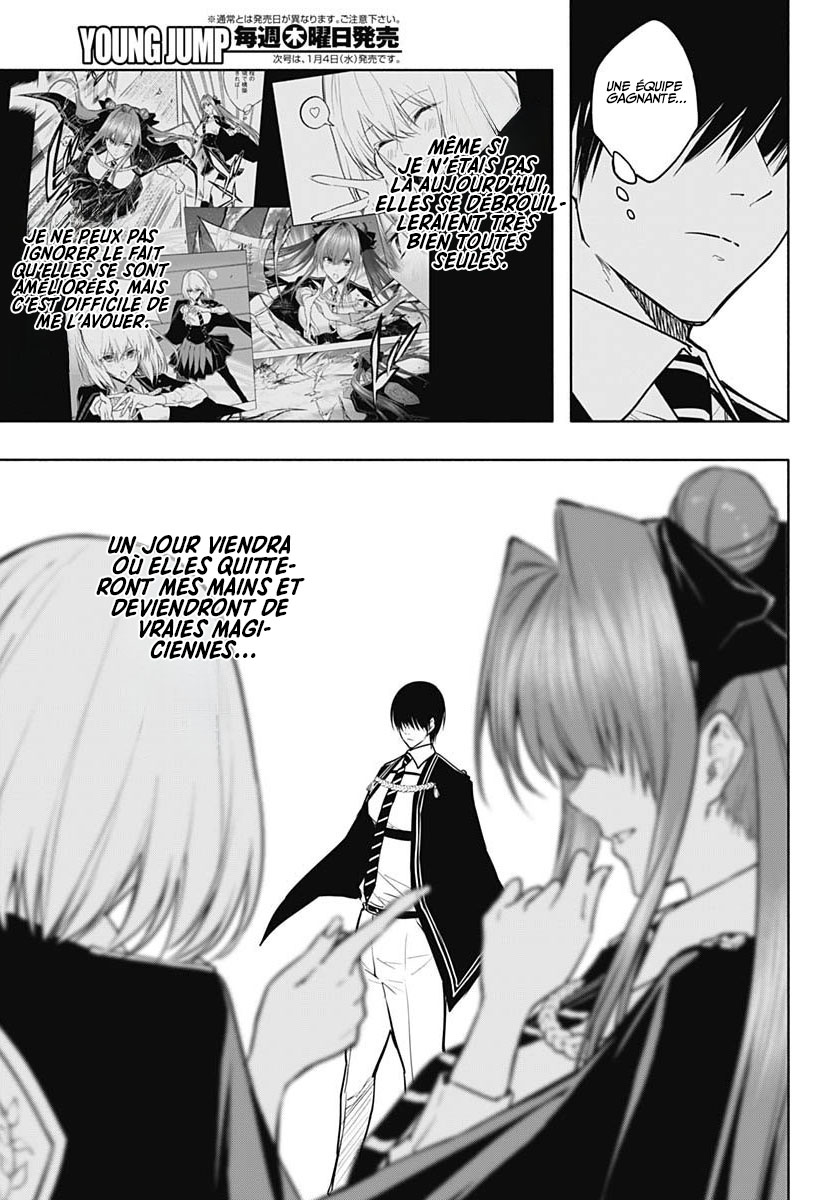 ※通常とは発売日が異なります。ご注意下さい。
YOUNG JUMP 毎週木曜日発売
次号は、1月4日(水)発売です。
UNE ÉQUIPE
GAGNANTE...
MÊME SI
JE N'ÉTAIS PAS
LÀ AUJOURD'HUI,
ELLES SE DÉBROUIL-
LERAIENT TRÈS
BIEN TOUTES
SEULES.
JE NE PEUX PAS
IGNORER LE FAIT
QU'ELLES SE SONT
AMÉLIORÉES, MAIS
C'EST DIFFICILE DE
ME L'AVOUER.
UN JOUR VIENDRA
OÙ ELLES QUITTE-
RONT MES MAINS ET
DEVIENDRONT DE
VRAIES MAGI-
CIENNES...